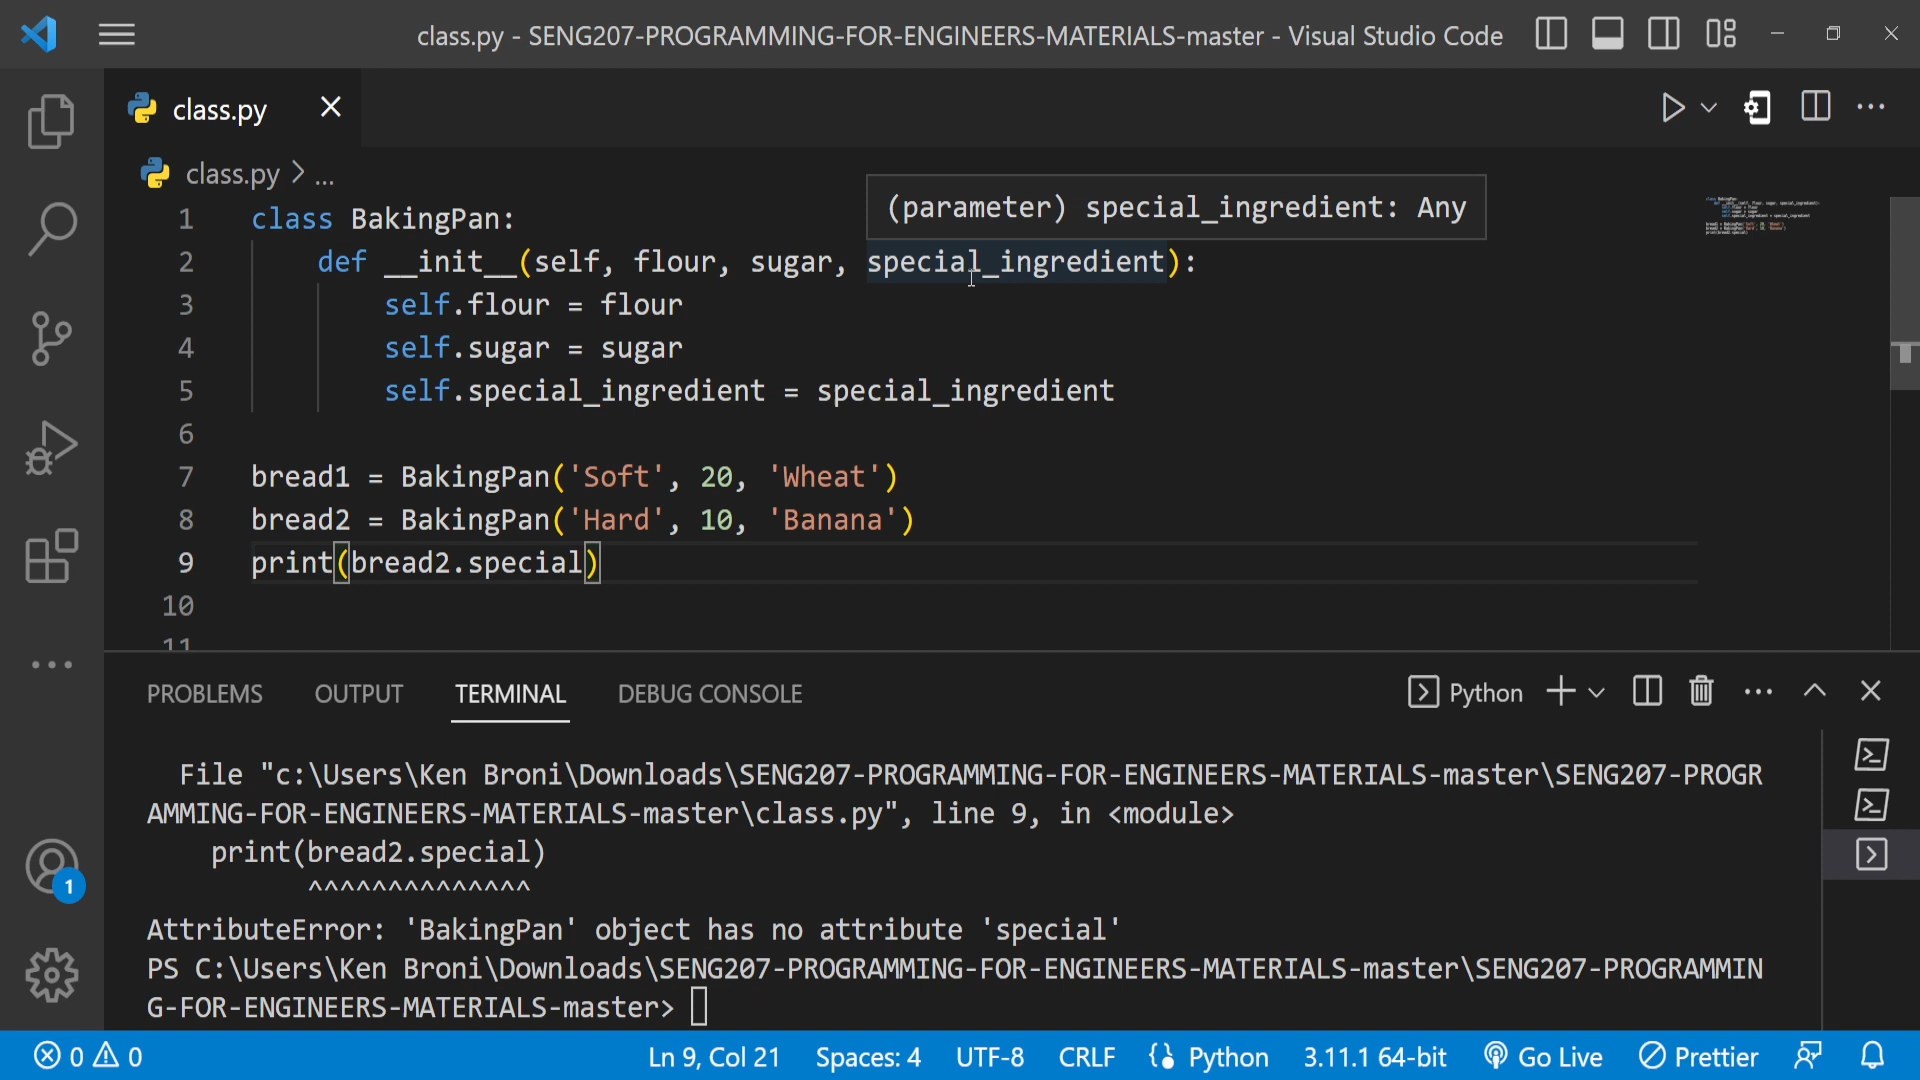 class.py - SENG207-PROGRAMMING-FOR-ENGINEERS-MATERIALS-master - Visual Studio Code
class.py
class.py > ...
(parameter) special_ingredient: Any
1 class BakingPan:
2     def __init__(self, flour, sugar, special_ingredient):
3         self.flour = flour
4         self.sugar = sugar
5         self.special_ingredient = special_ingredient
6
7 bread1 = BakingPan('Soft', 20, 'Wheat')
8 bread2 = BakingPan('Hard', 10, 'Banana')
9 print(bread2.special)
10
11
PROBLEMS OUTPUT TERMINAL DEBUG CONSOLE Python
  File "c:\Users\Ken Broni\Downloads\SENG207-PROGRAMMING-FOR-ENGINEERS-MATERIALS-master\SENG207-PROGR
AMMING-FOR-ENGINEERS-MATERIALS-master\class.py", line 9, in <module>
    print(bread2.special)
          ^^^^^^^^^^^^^^
AttributeError: 'BakingPan' object has no attribute 'special'
PS C:\Users\Ken Broni\Downloads\SENG207-PROGRAMMING-FOR-ENGINEERS-MATERIALS-master\SENG207-PROGRAMMIN
G-FOR-ENGINEERS-MATERIALS-master>
1
0 0 Ln 9, Col 21 Spaces: 4 UTF-8 CRLF Python 3.11.1 64-bit Go Live Prettier